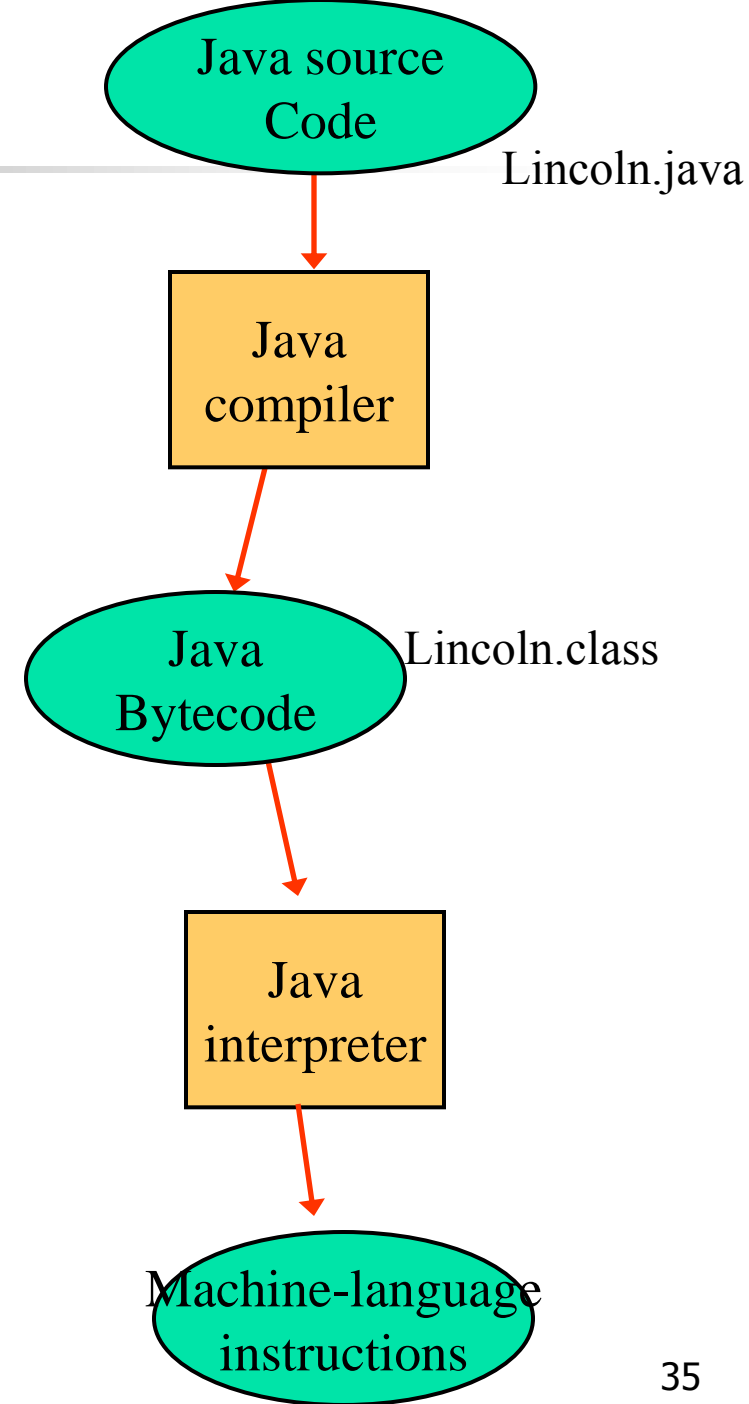 Java source
Code
Lincoln.java
Java
compiler
Java
Bytecode
Lincoln.class
Java
interpreter
Machine-language
instructions
35